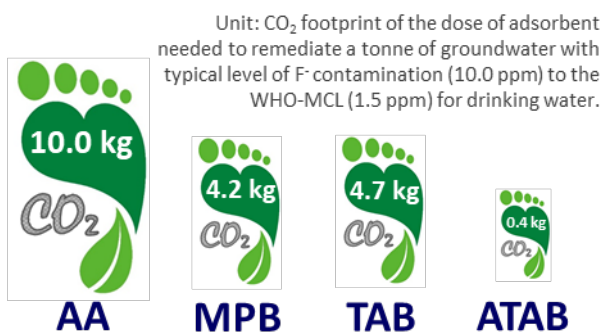 Unit: CO₂ footprint of the dose of adsorbent
needed to remediate a tonne of groundwater with
typical level of F⁻ contamination (10.0 ppm) to the
WHO-MCL (1.5 ppm) for drinking water.
10.0 kg
CO₂
AA
4.2 kg
CO₂
MPB
4.7 kg
CO₂
TAB
0.4 kg
CO₂
ATAB